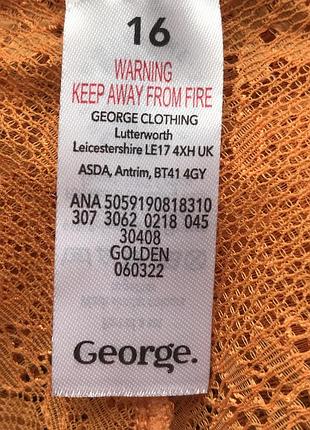 16
WARNING
KEEP AWAY FROM FIRE
GEORGE CLOTHING
Lutterworth
Leicestershire LE17 4XH UK
ASDA, Antrim, BT41 4GY
ANA 5059190818310
307 3062 0218 045
30408
GOLDEN
060322
George.